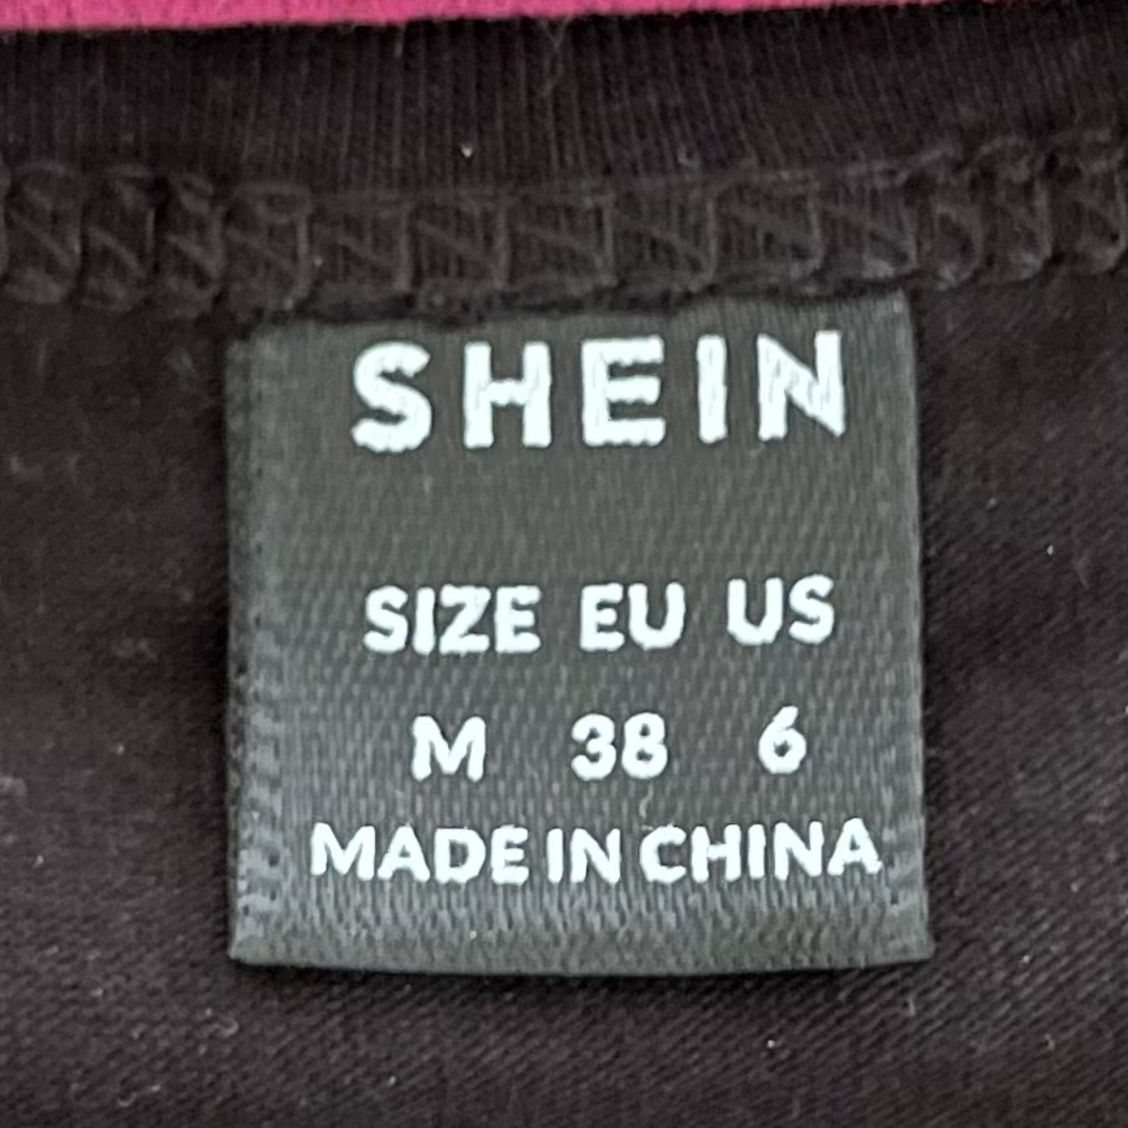 SHEIN
SIZE EU US
M 38 6
MADE IN CHINA